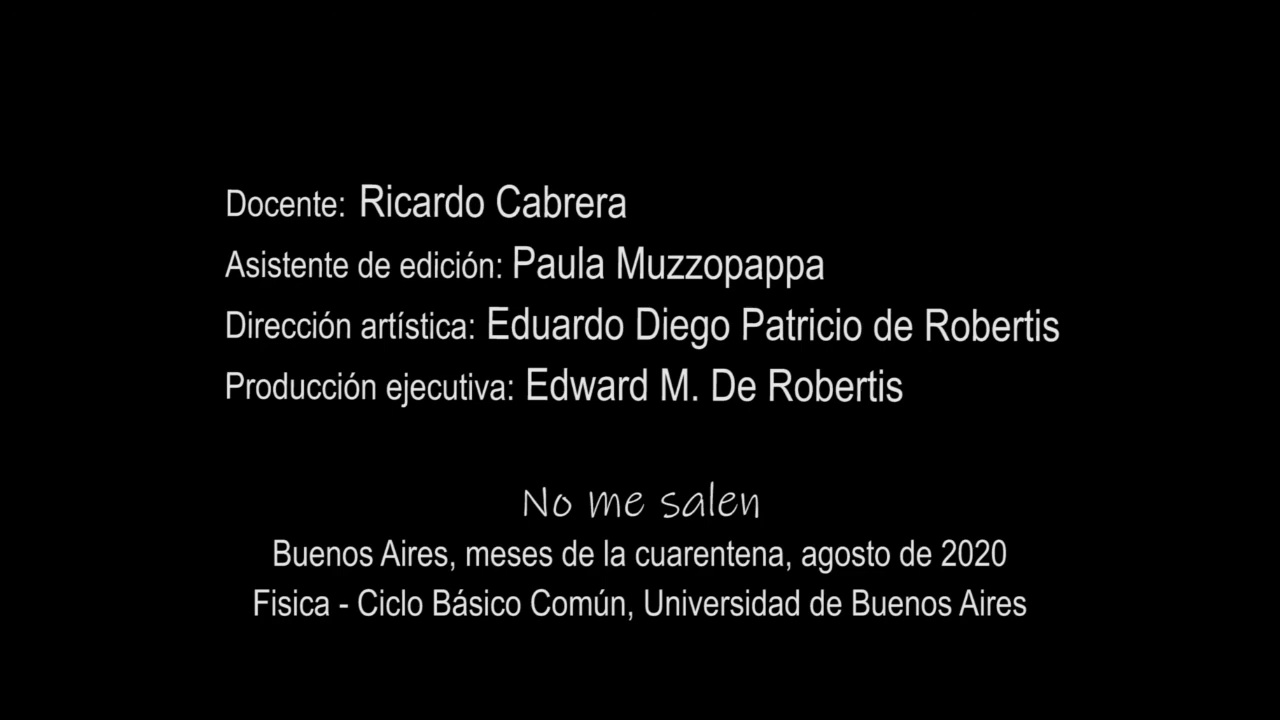 Docente: Ricardo Cabrera
Asistente de edición: Paula Muzzopappa
Dirección artística: Eduardo Diego Patricio de Robertis
Producción ejecutiva: Edward M. De Robertis
No me salen
Buenos Aires, meses de la cuarentena, agosto de 2020
Fisica - Ciclo Básico Común, Universidad de Buenos Aires